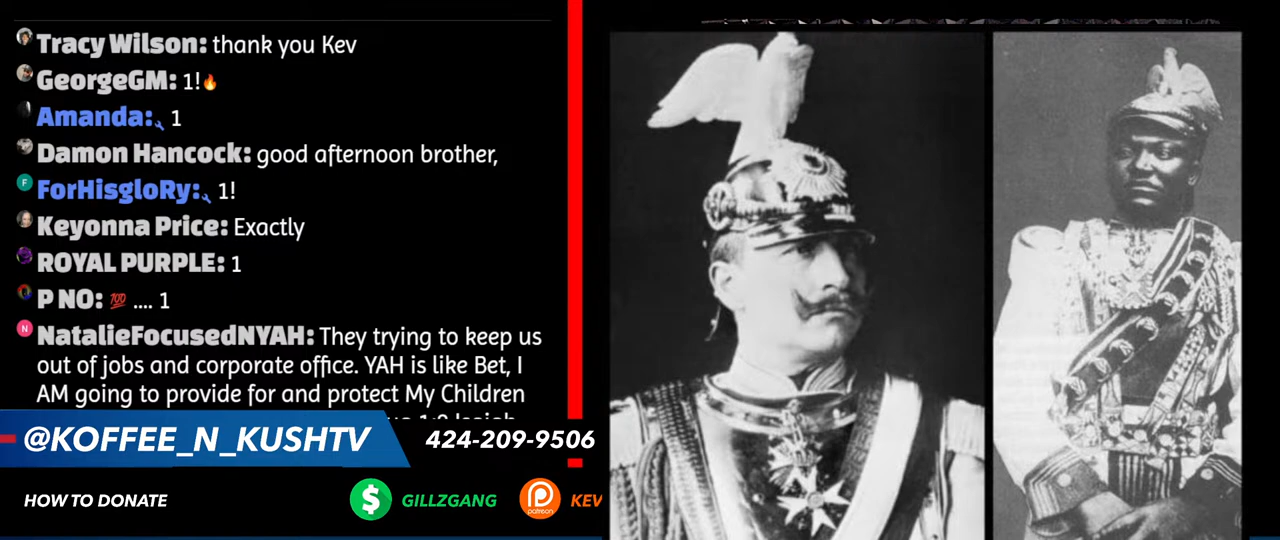 Tracy Wilson: thank you Kev
GeorgeGM: 1!🔥
Amanda: 1
Damon Hancock: good afternoon brother,
F ForHisgloRy: 1!
Keyonna Price: Exactly
ROYAL PURPLE: 1
P NO: 💯 .... 1
N NatalieFocusedNYAH: They trying to keep us
out of jobs and corporate office. YAH is like Bet, I
AM going to provide for and protect My Children
@KOFFEE_N_KUSHTV 424-209-9506
HOW TO DONATE $ GILLZGANG patreon KEV